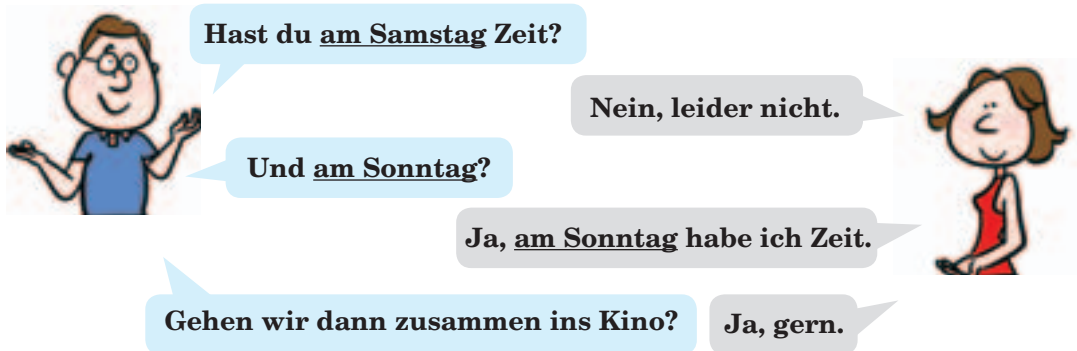 Hast du am Samstag Zeit?
Nein, leider nicht.
Und am Sonntag?
Ja, am Sonntag habe ich Zeit.
Gehen wir dann zusammen ins Kino?
Ja, gern.